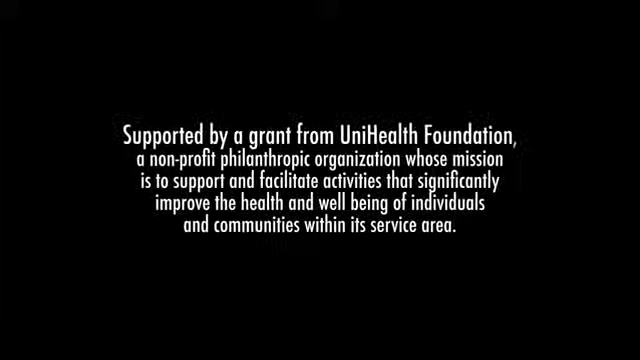 Supported by a grant from UniHealth Foundation,
a non-profit philanthropic organization whose mission
is to support and facilitate activities that significantly
improve the health and well being of individuals
and communities within its service area.